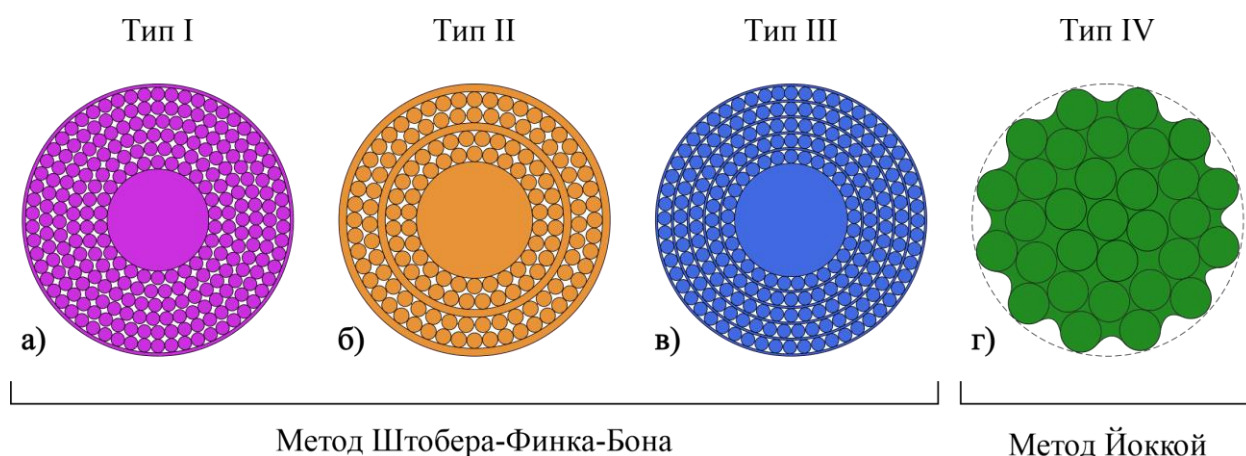 Тип I
Тип II
Тип III
Тип IV
а)
б)
в)
г)
Метод Штобера-Финка-Бона
Метод Йоккой